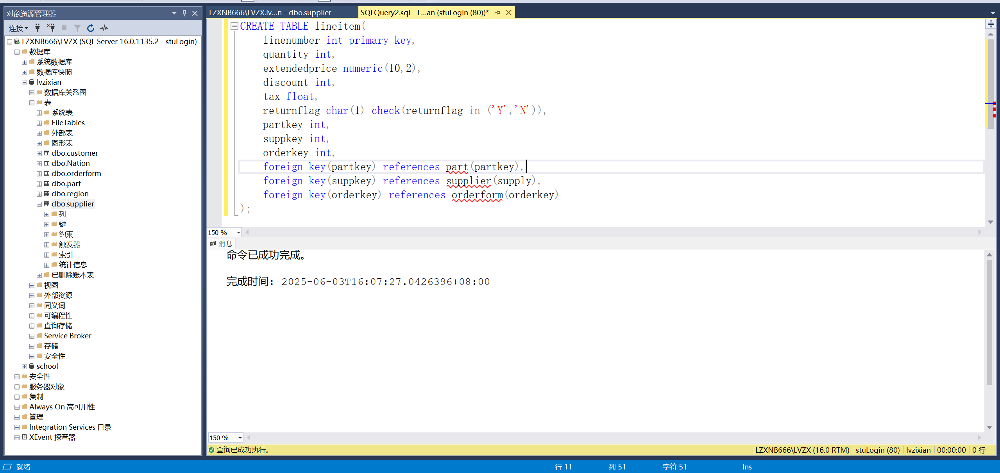 对象资源管理器
连接
LZXNB666\LVZX (SQL Server 16.0.1135.2 - stuLogin)
数据库
系统数据库
数据库快照
lvzixian
数据库关系图
表
系统表
FileTables
外部表
图形表
dbo.customer
dbo.Nation
dbo.orderform
dbo.part
dbo.region
dbo.supplier
列
键
约束
触发器
索引
统计信息
已删除账本表
视图
外部资源
同义词
可编程性
查询存储
Service Broker
存储
安全性
school
安全性
服务器对象
复制
Always On 高可用性
管理
Integration Services 目录
XEvent 探查器
LZXNB666\LVZX.lv...n - dbo.supplier
SQLQuery2.sql - L...an (stuLogin (80))*
CREATE TABLE lineitem(
linenumber int primary key,
quantity int,
extendedprice numeric(10,2),
discount int,
tax float,
returnflag char(1) check(returnflag in ('Y','N')),
partkey int,
suppkey int,
orderkey int,
foreign key(partkey) references part(partkey),
foreign key(suppkey) references supplier(supply),
foreign key(orderkey) references orderform(orderkey)
);
150 %
消息
命令已成功完成。
完成时间: 2025-06-03T16:07:27.0426396+08:00
150 %
查询已成功执行。
LZXNB666\LVZX (16.0 RTM)
stuLogin (80)
lvzixian
00:00:00
0 行
就绪
行 11
列 51
字符 51
Ins